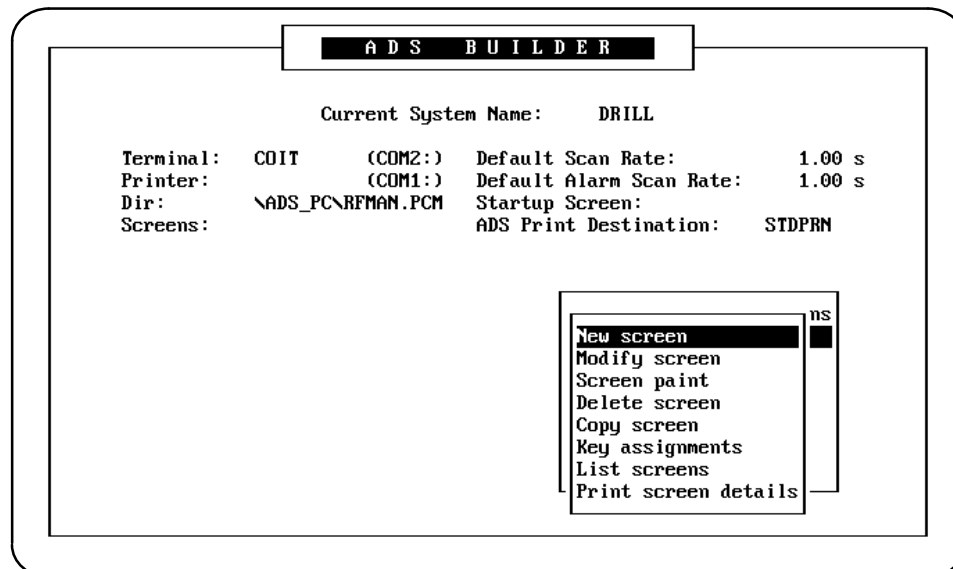 ADS BUILDER
Current System Name: DRILL
Terminal: COIT (COM2:) Default Scan Rate: 1.00 s
Printer: (COM1:) Default Alarm Scan Rate: 1.00 s
Dir: \ADS_PC\RFMAN.PCM Startup Screen:
Screens: ADS Print Destination: STDPRN
ns
New screen
Modify screen
Screen paint
Delete screen
Copy screen
Key assignments
List screens
Print screen details